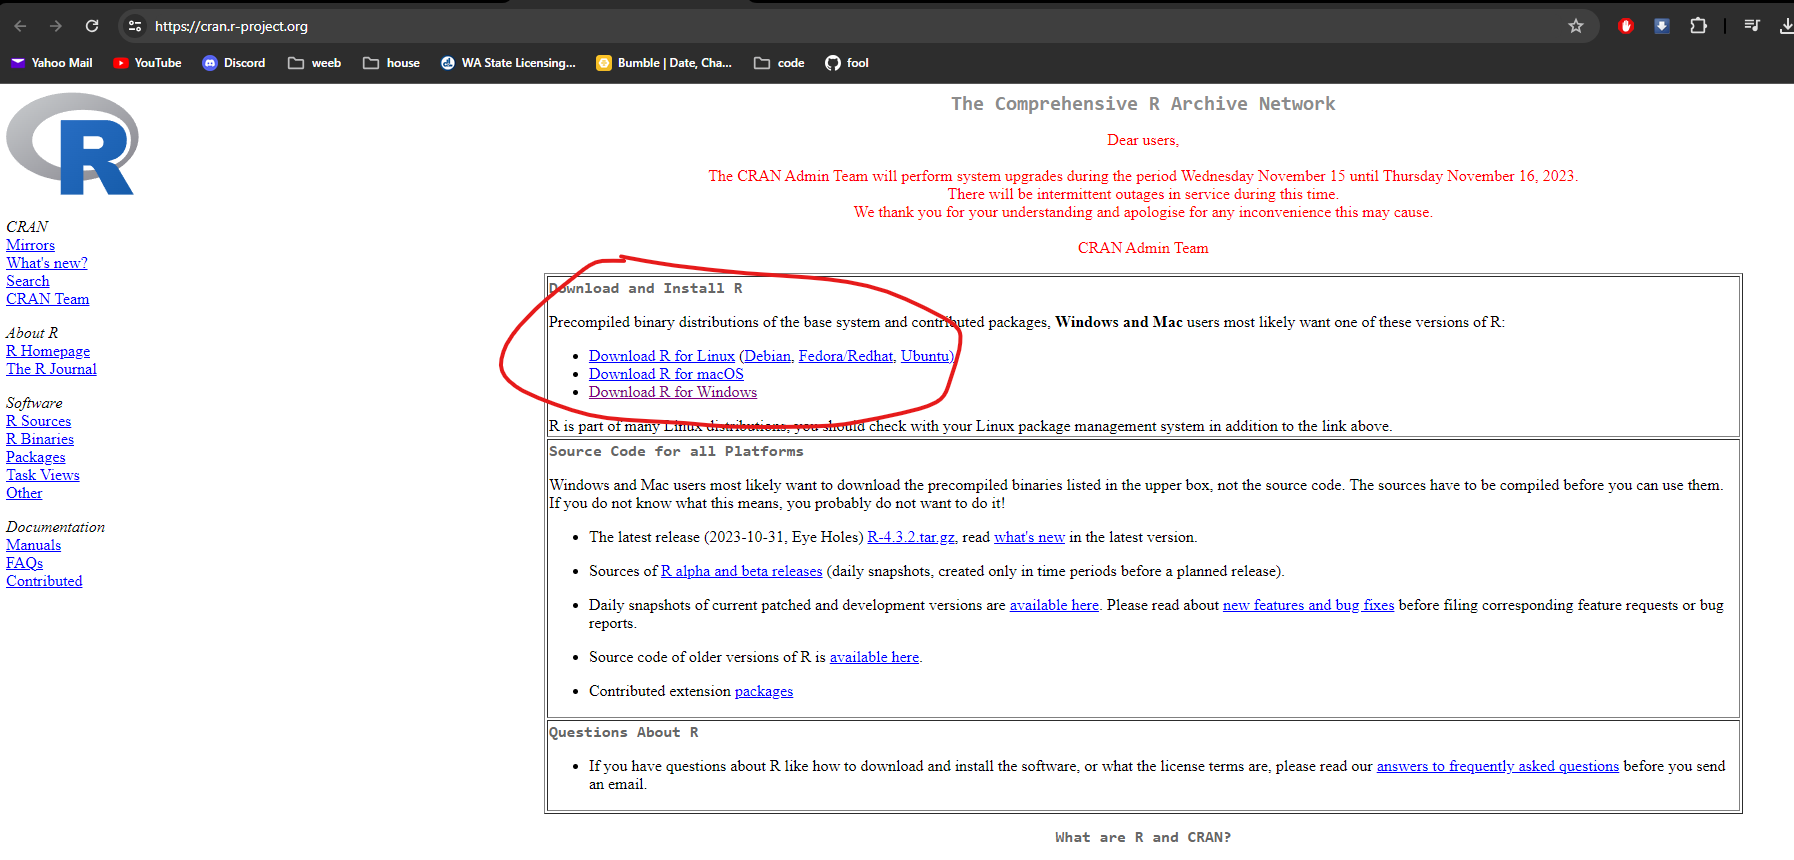 https://cran.r-project.org
Yahoo Mail YouTube Discord weeb house WA State Licensing... Bumble | Date, Cha... code fool
R
CRAN
Mirrors
What's new?
Search
CRAN Team
About R
R Homepage
The R Journal
Software
R Sources
R Binaries
Packages
Task Views
Other
Documentation
Manuals
FAQs
Contributed
The Comprehensive R Archive Network
Dear users,
The CRAN Admin Team will perform system upgrades during the period Wednesday November 15 until Thursday November 16, 2023.
There will be intermittent outages in service during this time.
We thank you for your understanding and apologise for any inconvenience this may cause.
CRAN Admin Team
Download and Install R
Precompiled binary distributions of the base system and contributed packages, Windows and Mac users most likely want one of these versions of R:
• Download R for Linux (Debian, Fedora/Redhat, Ubuntu)
• Download R for macOS
• Download R for Windows
R is part of many Linux distributions, you should check with your Linux package management system in addition to the link above.
Source Code for all Platforms
Windows and Mac users most likely want to download the precompiled binaries listed in the upper box, not the source code. The sources have to be compiled before you can use them.
If you do not know what this means, you probably do not want to do it!
• The latest release (2023-10-31, Eye Holes) R-4.3.2.tar.gz, read what's new in the latest version.
• Sources of R alpha and beta releases (daily snapshots, created only in time periods before a planned release).
• Daily snapshots of current patched and development versions are available here. Please read about new features and bug fixes before filing corresponding feature requests or bug
reports.
• Source code of older versions of R is available here.
• Contributed extension packages
Questions About R
• If you have questions about R like how to download and install the software, or what the license terms are, please read our answers to frequently asked questions before you send
an email.
What are R and CRAN?